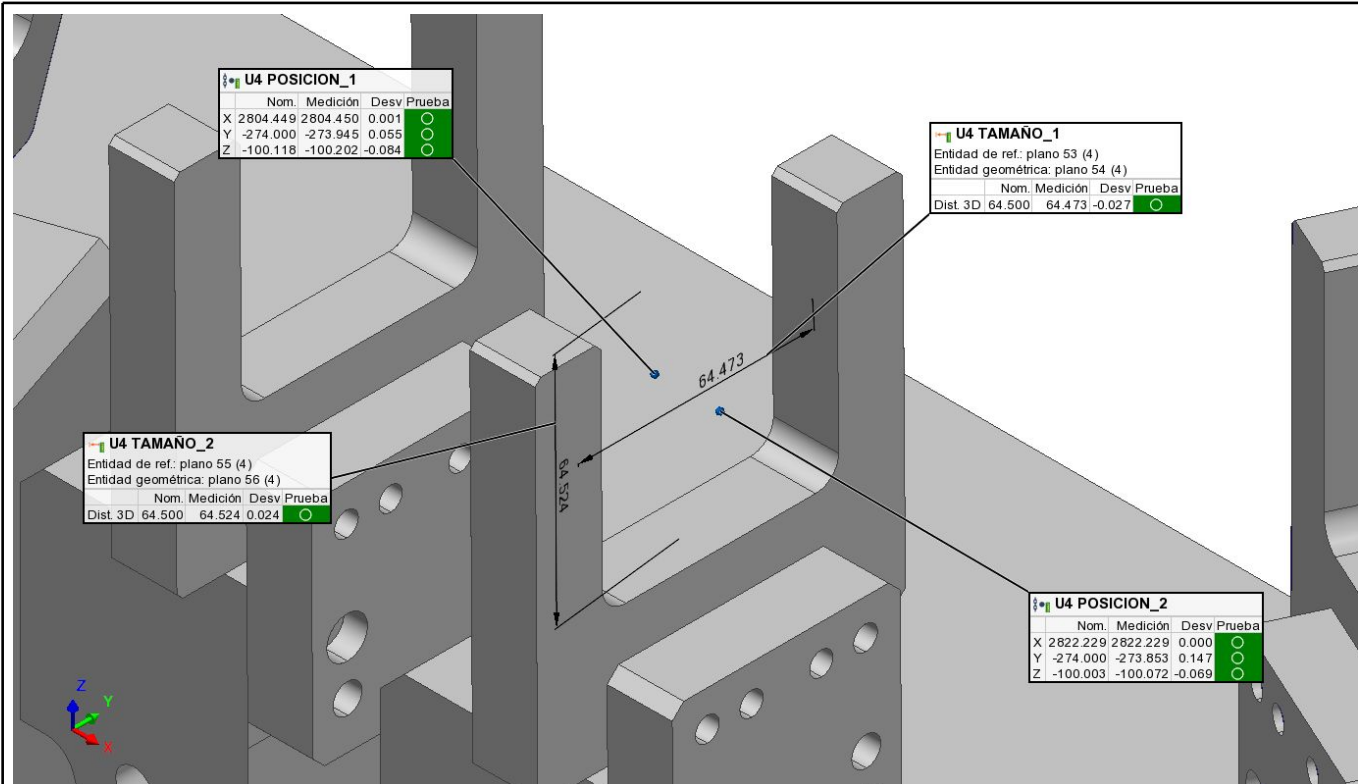 U4 POSICION_1
Nom. Medición Desv Prueba
X 2804.449 2804.450 0.001
Y -274.000 -273.945 0.055
Z -100.118 -100.202 -0.084
U4 TAMAÑO_1
Entidad de ref.: plano 53 (4)
Entidad geométrica: plano 54 (4)
Nom. Medición Desv Prueba
Dist. 3D 64.500 64.473 -0.027
64.473
U4 TAMAÑO_2
Entidad de ref.: plano 55 (4)
Entidad geométrica: plano 56 (4)
Nom. Medición Desv Prueba
Dist. 3D 64.500 64.524 0.024
64.524
U4 POSICION_2
Nom. Medición Desv Prueba
X 2822.229 2822.229 0.000
Y -274.000 -273.853 0.147
Z -100.003 -100.072 -0.069
Z
Y
X